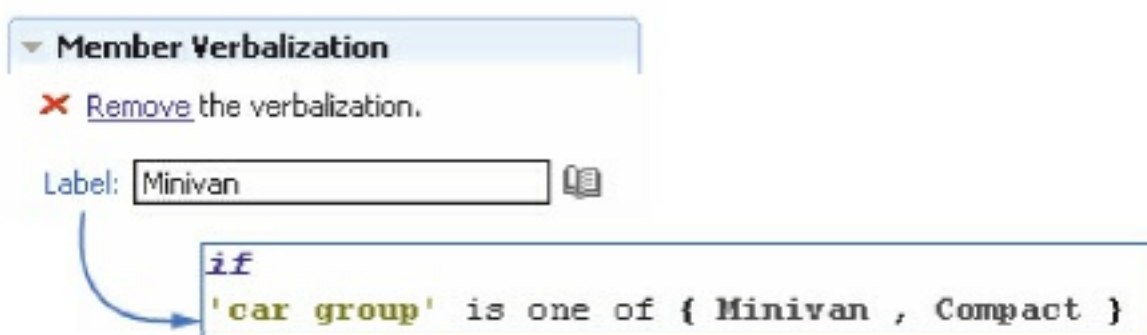 Member Verbalization
Remove the verbalization.
Label: Minivan
if
'car group' is one of { Minivan , Compact }